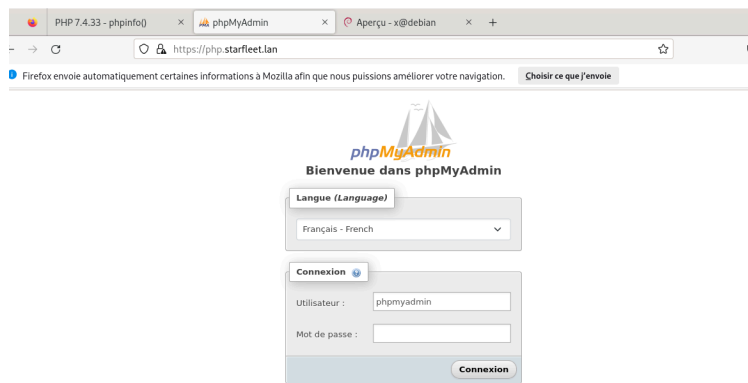 PHP 7.4.33 - phpinfo() × phpMyAdmin × Aperçu - x@debian × +
https://php.starfleet.lan
Firefox envoie automatiquement certaines informations à Mozilla afin que nous puissions améliorer votre navigation. Choisir ce que j'envoie
phpMyAdmin
Bienvenue dans phpMyAdmin
Langue (Language)
Français - French
Connexion
Utilisateur : phpmyadmin
Mot de passe :
Connexion